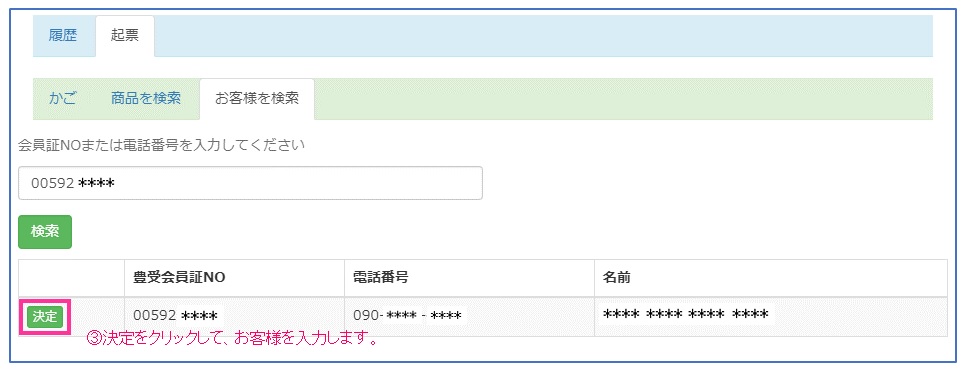 履歴 起票
かご 商品を検索 お客様を検索
会員証NOまたは電話番号を入力してください
00592 ****
検索
豊受会員証NO 電話番号 名前
決定 00592 **** 090- **** - **** **** **** **** ****
③決定をクリックして、お客様を入力します。